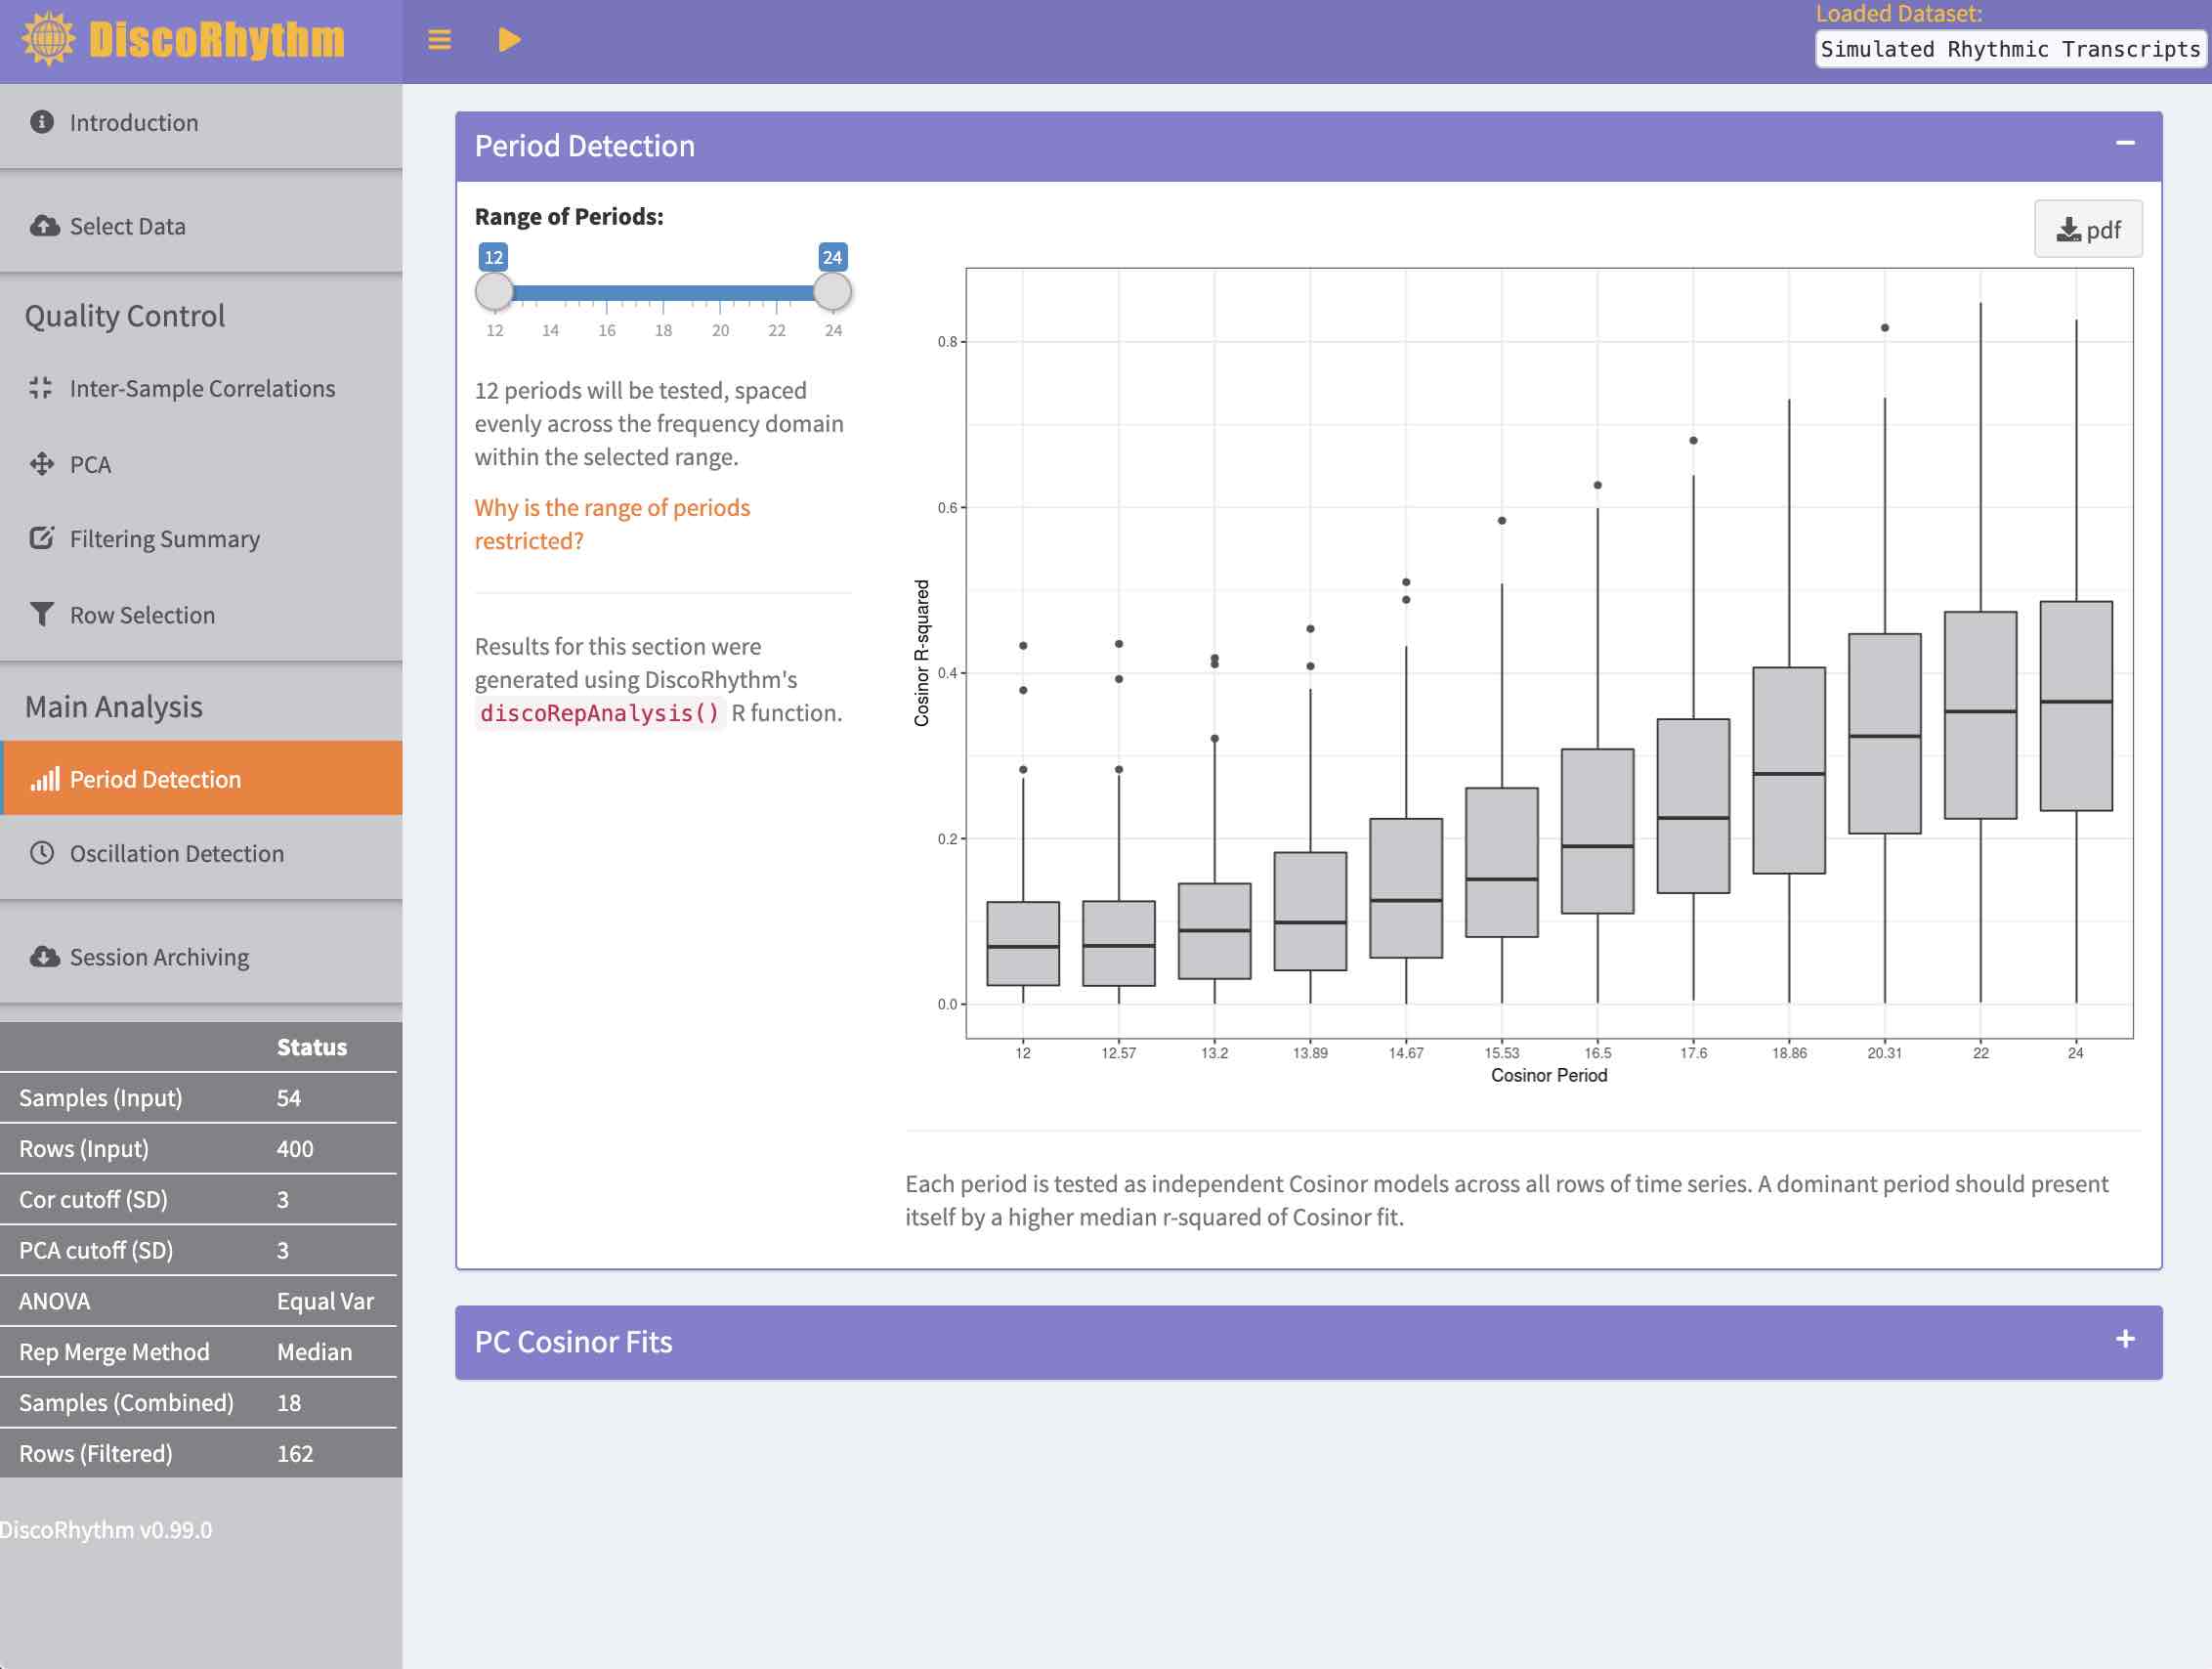 DiscoRhythm
Loaded Dataset:
Simulated Rhythmic Transcripts
Introduction
Select Data
Quality Control
Inter-Sample Correlations
PCA
Filtering Summary
Row Selection
Main Analysis
Period Detection
Oscillation Detection
Session Archiving
Status
Samples (Input) 54
Rows (Input) 400
Cor cutoff (SD) 3
PCA cutoff (SD) 3
ANOVA Equal Var
Rep Merge Method Median
Samples (Combined) 18
Rows (Filtered) 162
DiscoRhythm v0.99.0
Period Detection
Range of Periods:
12 24
12 14 16 18 20 22 24
12 periods will be tested, spaced
evenly across the frequency domain
within the selected range.
Why is the range of periods
restricted?
Results for this section were
generated using DiscoRhythm's
discoRepAnalysis() R function.
pdf
Cosinor R-squared
0.8
0.6
0.4
0.2
0.0
12 12.57 13.2 13.89 14.67 15.53 16.5 17.6 18.86 20.31 22 24
Cosinor Period
Each period is tested as independent Cosinor models across all rows of time series. A dominant period should present
itself by a higher median r-squared of Cosinor fit.
PC Cosinor Fits